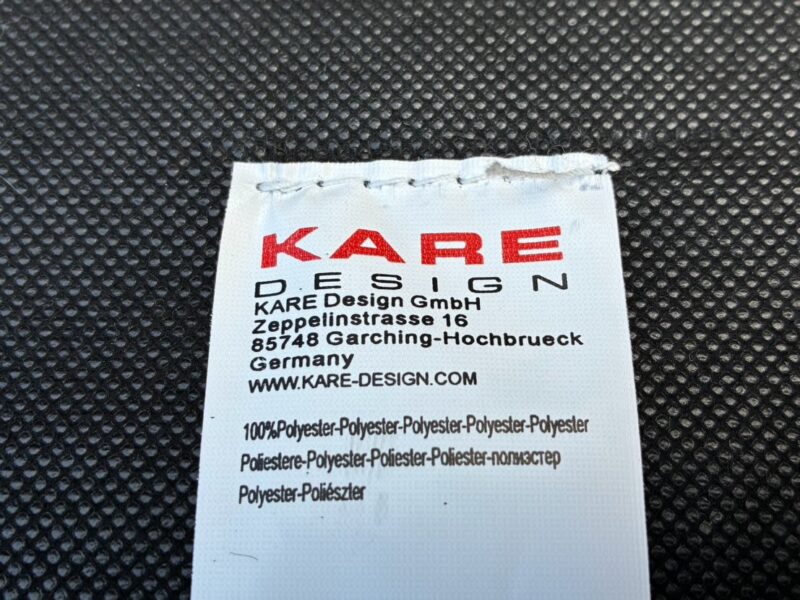 KARE
DESIGN
KARE Design GmbH
Zeppelinstrasse 16
85748 Garching-Hochbrueck
Germany
WWW.KARE-DESIGN.COM
100%Polyester-Polyester-Polyester-Polyester-Polyester
Poliestere-Polyester-Poliester-Poliester-полиэстер
Polyester-Poliészter